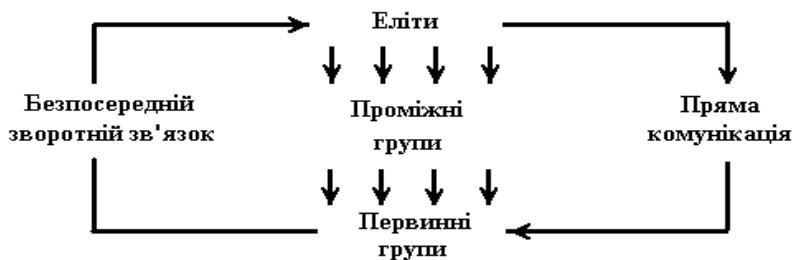 Еліти
Безпосередній
зворотній зв'язок
Проміжні
групи
Пряма
комунікація
Первинні
групи